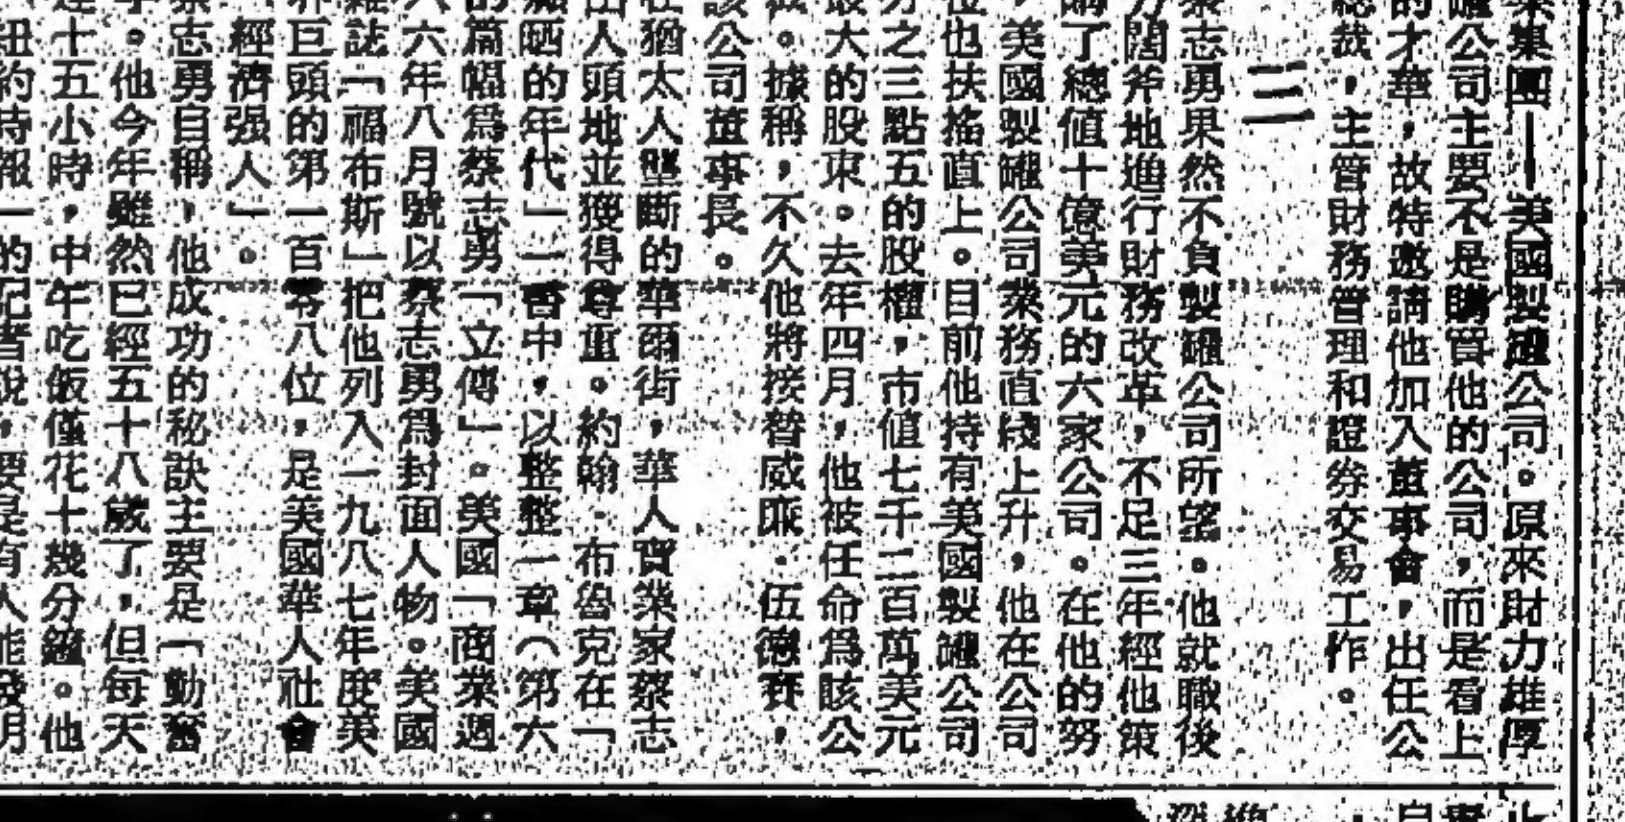 業集團——美國製罐公司。原來財力雄厚
罐公司主要不是購買他的公司，而是看上
的才華，故特邀請他加入董事會，出任公
總裁，主管財務管理和證券交易工作。
三
蔡志勇果然不負製罐公司所望。他就職後
刀闊斧地進行財務改革，不足三年經他策
購了總值十億美元的六家公司。在他的努
，美國製罐公司業務直綫上升，他在公司
位也扶搖直上。目前他持有美國製罐公司
分之三點五的股權，市值七千二百萬美元
最大的股東。去年四月，他被任命爲該公
裁。據稱，不久他將接替威廉．伍德賽，
該公司董事長。
在猶太人壟斷的華爾街，華人實業家蔡志
出人頭地並獲得尊重。約翰．布魯克在「
瘋晒的年代」一書中，以整整一章（第六
的篇幅爲蔡志勇「立傳」。美國「商業週
八六年八月號以蔡志勇爲封面人物。美國
雜誌「福布斯」把他列入一九八七年度美
界巨頭的第一百零八位，是美國華人社會
「經濟强人」。
蔡志勇自稱，他成功的秘訣主要是「勤奮
學。他今年雖然已經五十八歲了，但每天
達十五小時，中午吃飯僅花十幾分鐘。他
紐約時報一的記者說，要是有人能發明